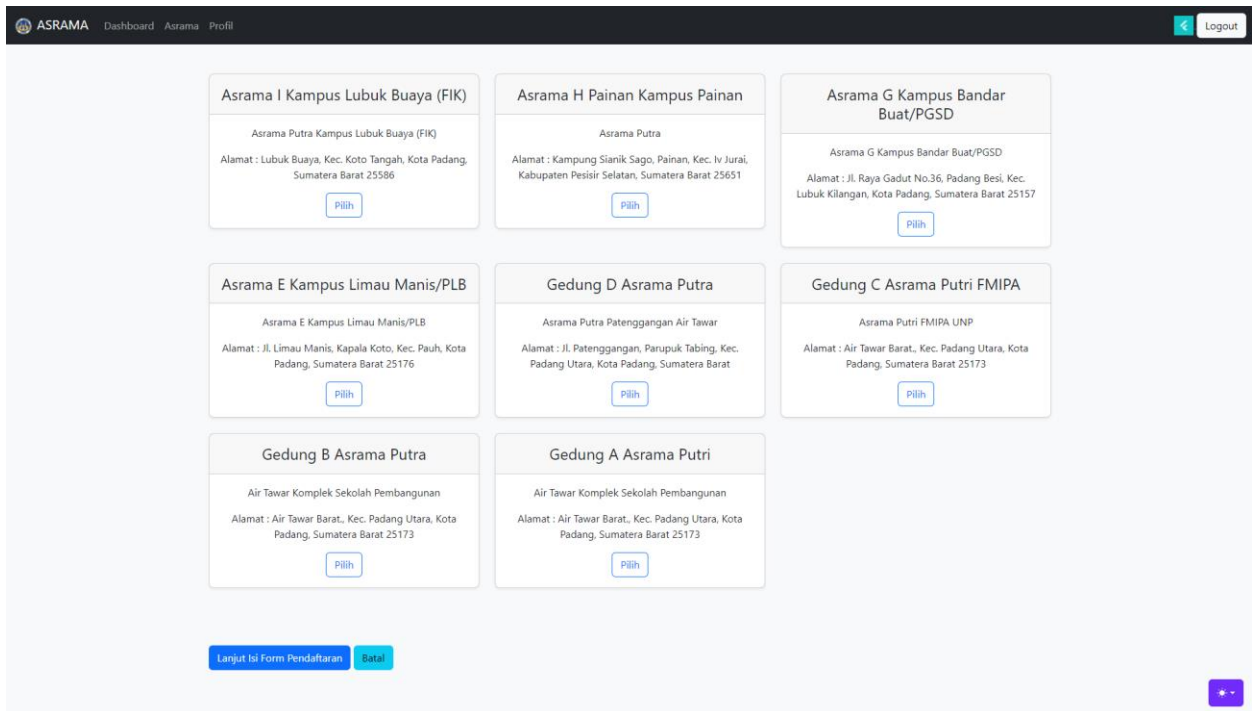 ASRAMA Dashboard Asrama Profil Logout
Asrama I Kampus Lubuk Buaya (FIK)
Asrama Putra Kampus Lubuk Buaya (FIK)
Alamat : Lubuk Buaya, Kec. Koto Tangah, Kota Padang,
Sumatera Barat 25586
Pilih
Asrama H Painan Kampus Painan
Asrama Putra
Alamat : Kampung Sianik Sago, Painan, Kec. Iv Jurai,
Kabupaten Pesisir Selatan, Sumatera Barat 25651
Pilih
Asrama G Kampus Bandar
Buat/PGSD
Asrama G Kampus Bandar Buat/PGSD
Alamat : Jl. Raya Gadut No.36, Padang Besi, Kec.
Lubuk Kilangan, Kota Padang, Sumatera Barat 25157
Pilih
Asrama E Kampus Limau Manis/PLB
Asrama E Kampus Limau Manis/PLB
Alamat : Jl. Limau Manis, Kapala Koto, Kec. Pauh, Kota
Padang, Sumatera Barat 25176
Pilih
Gedung D Asrama Putra
Asrama Putra Patenggangan Air Tawar
Alamat : Jl. Patenggangan, Parupuk Tabing, Kec.
Padang Utara, Kota Padang, Sumatera Barat
Pilih
Gedung C Asrama Putri FMIPA
Asrama Putri FMIPA UNP
Alamat : Air Tawar Barat., Kec. Padang Utara, Kota
Padang, Sumatera Barat 25173
Pilih
Gedung B Asrama Putra
Air Tawar Komplek Sekolah Pembangunan
Alamat : Air Tawar Barat., Kec. Padang Utara, Kota
Padang, Sumatera Barat 25173
Pilih
Gedung A Asrama Putri
Air Tawar Komplek Sekolah Pembangunan
Alamat : Air Tawar Barat., Kec. Padang Utara, Kota
Padang, Sumatera Barat 25173
Pilih
Lanjut Isi Form Pendaftaran Batal